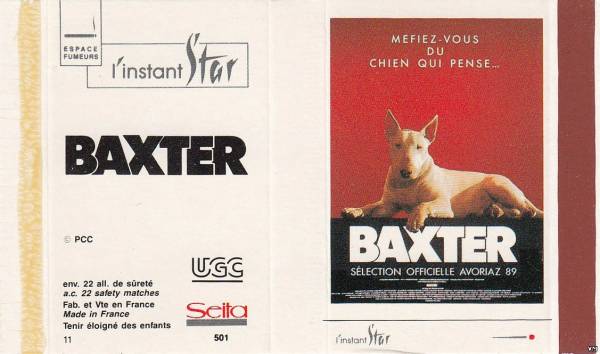 ESPACE
FUMEURS
l'instant Star
BAXTER
© PCC
UGC
env. 22 all. de sûreté
a.c. 22 safety matches
Fab. et Vte en France
Made in France
Tenir éloigné des enfants
Seita
11
501
MEFIEZ-VOUS
DU
CHIEN QUI PENSE...
BAXTER
SÉLECTION OFFICIELLE AVORIAZ 89
l'instant Star